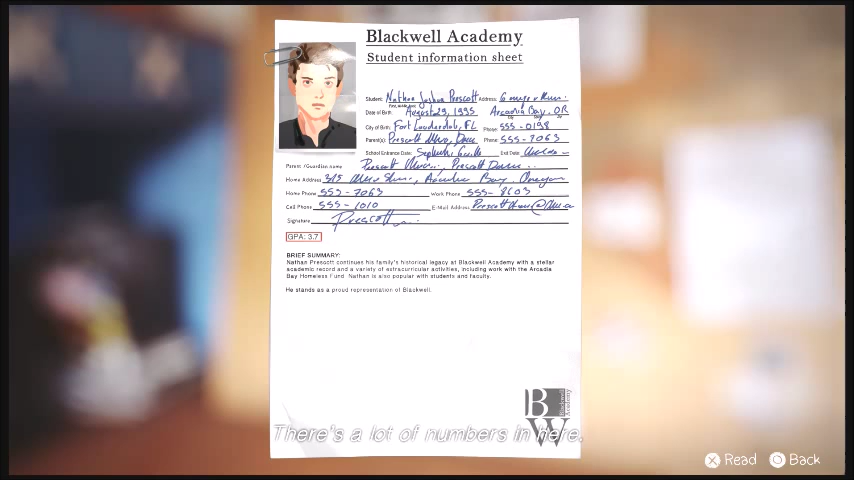 Blackwell Academy
Student information sheet
Student: Nathan Joshua Prescott Address:
Date of Birth: August 29, 1995 Arcadia Bay, OR
City of Birth: Fort Lauderdale, FL Phone: 555-0198
Parent(s): Prescott Phone: 555-7063
School Entrance Date: End Date:
Parent /Guardian name Prescott Prescott
Home Address 315 Arcadia Bay, Oregon
Home Phone 555-7063 Work Phone 555-8603
Cell Phone 555-1010 E-Mail Address
Signature Prescott
GPA: 3.7
BRIEF SUMMARY:
Nathan Prescott continues his family's historical legacy at Blackwell Academy with a stellar
academic record and a variety of extracurricular activities, including work with the Arcadia
Bay Homeless Fund. Nathan is also popular with students and faculty.
He stands as a proud representation of Blackwell.
B Blackwell Academy
W
There's a lot of numbers in here.
Read Back